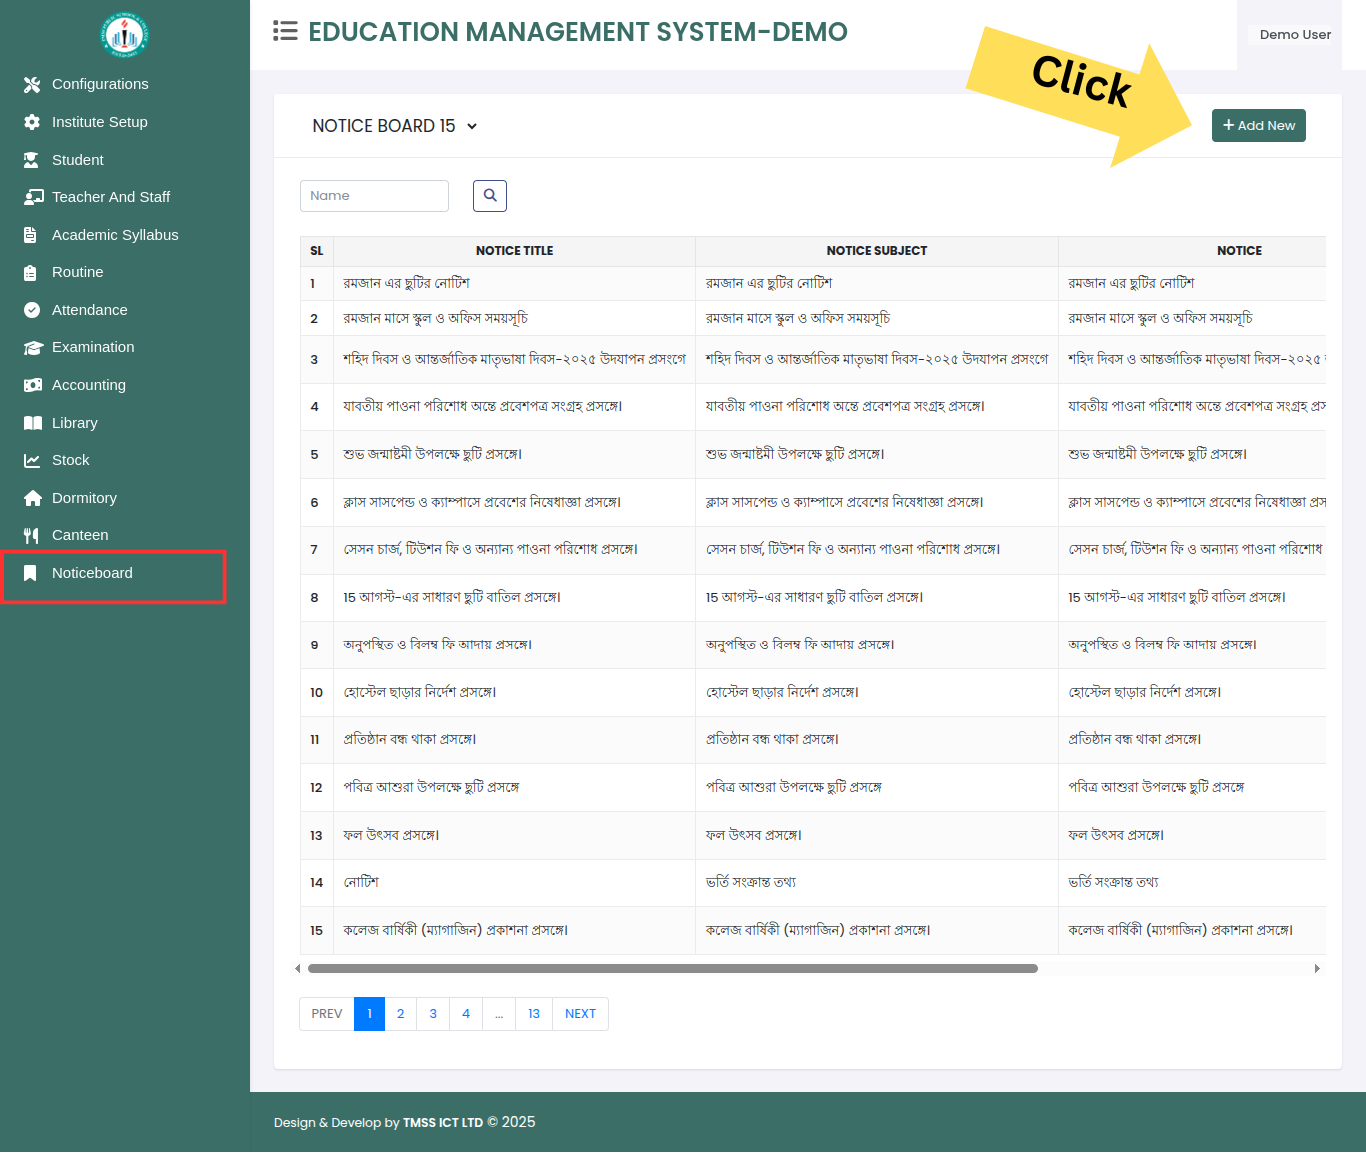 EDUCATION MANAGEMENT SYSTEM-DEMO
Demo User
Click
Configurations
Institute Setup
Student
Teacher And Staff
Academic Syllabus
Routine
Attendance
Examination
Accounting
Library
Stock
Dormitory
Canteen
Noticeboard
NOTICE BOARD 15
+ Add New
Name
SL NOTICE TITLE NOTICE SUBJECT NOTICE
1 রমজান এর ছুটির নোটিশ রমজান এর ছুটির নোটিশ রমজান এর ছুটির নোটিশ
2 রমজান মাসে স্কুল ও অফিস সময়সূচি রমজান মাসে স্কুল ও অফিস সময়সূচি রমজান মাসে স্কুল ও অফিস সময়সূচি
3 শহিদ দিবস ও আন্তর্জাতিক মাতৃভাষা দিবস-২০২৫ উদযাপন প্রসংগে শহিদ দিবস ও আন্তর্জাতিক মাতৃভাষা দিবস-২০২৫ উদযাপন প্রসংগে শহিদ দিবস ও আন্তর্জাতিক মাতৃভাষা দিবস-২০২৫
4 যাবতীয় পাওনা পরিশোধ অন্তে প্রবেশপত্র সংগ্রহ প্রসঙ্গে। যাবতীয় পাওনা পরিশোধ অন্তে প্রবেশপত্র সংগ্রহ প্রসঙ্গে। যাবতীয় পাওনা পরিশোধ অন্তে প্রবেশপত্র সংগ্রহ
5 শুভ জন্মাষ্টমী উপলক্ষে ছুটি প্রসঙ্গে। শুভ জন্মাষ্টমী উপলক্ষে ছুটি প্রসঙ্গে। শুভ জন্মাষ্টমী উপলক্ষে ছুটি প্রসঙ্গে।
6 ক্লাস সাসপেন্ড ও ক্যাম্পাসে প্রবেশের নিষেধাজ্ঞা প্রসঙ্গে। ক্লাস সাসপেন্ড ও ক্যাম্পাসে প্রবেশের নিষেধাজ্ঞা প্রসঙ্গে। ক্লাস সাসপেন্ড ও ক্যাম্পাসে প্রবেশের নিষেধাজ্ঞা
7 সেসন চার্জ, টিউশন ফি ও অন্যান্য পাওনা পরিশোধ প্রসঙ্গে। সেসন চার্জ, টিউশন ফি ও অন্যান্য পাওনা পরিশোধ প্রসঙ্গে। সেসন চার্জ, টিউশন ফি ও অন্যান্য পাওনা পরিশোধ
8 15 আগস্ট-এর সাধারণ ছুটি বাতিল প্রসঙ্গে। 15 আগস্ট-এর সাধারণ ছুটি বাতিল প্রসঙ্গে। 15 আগস্ট-এর সাধারণ ছুটি বাতিল প্রসঙ্গে।
9 অনুপস্থিত ও বিলম্ব ফি আদায় প্রসঙ্গে। অনুপস্থিত ও বিলম্ব ফি আদায় প্রসঙ্গে। অনুপস্থিত ও বিলম্ব ফি আদায় প্রসঙ্গে।
10 হোস্টেল ছাড়ার নির্দেশ প্রসঙ্গে। হোস্টেল ছাড়ার নির্দেশ প্রসঙ্গে। হোস্টেল ছাড়ার নির্দেশ প্রসঙ্গে।
11 প্রতিষ্ঠান বন্ধ থাকা প্রসঙ্গে। প্রতিষ্ঠান বন্ধ থাকা প্রসঙ্গে। প্রতিষ্ঠান বন্ধ থাকা প্রসঙ্গে।
12 পবিত্র আশুরা উপলক্ষে ছুটি প্রসঙ্গে পবিত্র আশুরা উপলক্ষে ছুটি প্রসঙ্গে পবিত্র আশুরা উপলক্ষে ছুটি প্রসঙ্গে
13 ফল উৎসব প্রসঙ্গে। ফল উৎসব প্রসঙ্গে। ফল উৎসব প্রসঙ্গে।
14 নোটিশ ভর্তি সংক্রান্ত তথ্য ভর্তি সংক্রান্ত তথ্য
15 কলেজ বার্ষিকী (ম্যাগাজিন) প্রকাশনা প্রসঙ্গে। কলেজ বার্ষিকী (ম্যাগাজিন) প্রকাশনা প্রসঙ্গে। কলেজ বার্ষিকী (ম্যাগাজিন) প্রকাশনা প্রসঙ্গে।
PREV 1 2 3 4 ... 13 NEXT
Design & Develop by TMSS ICT LTD © 2025